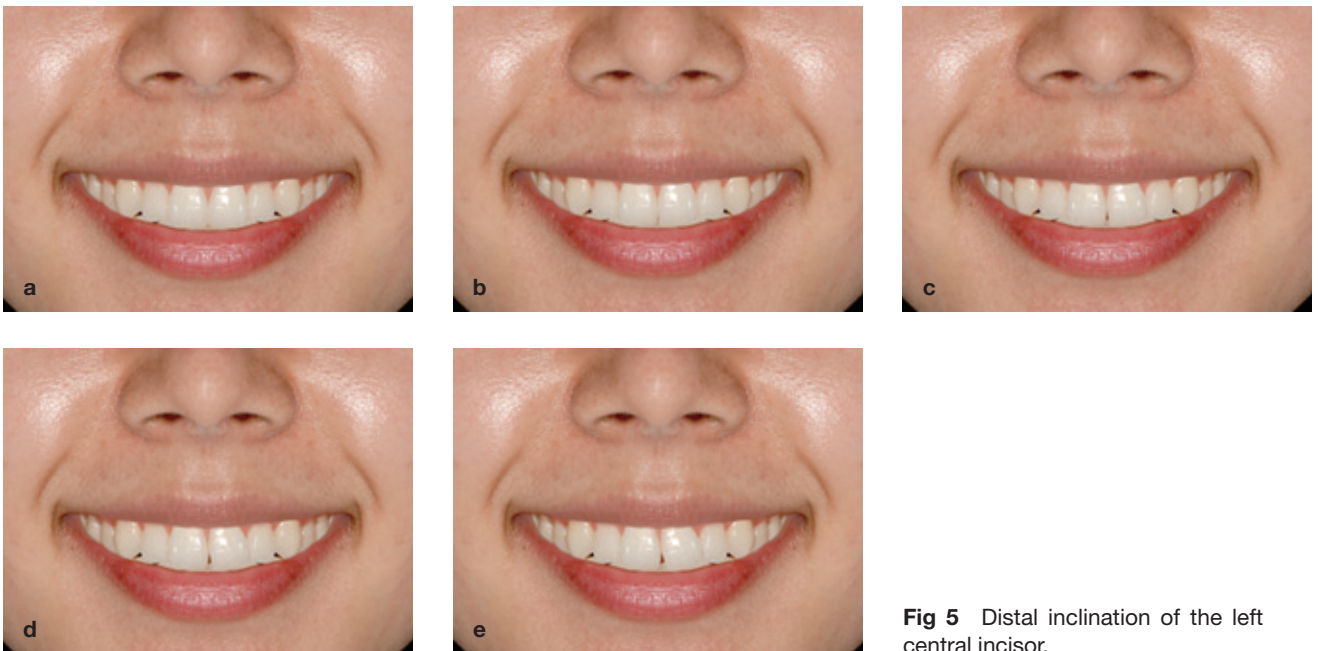 a
b
c
d
e
Fig 5 Distal inclination of the left
central incisor.